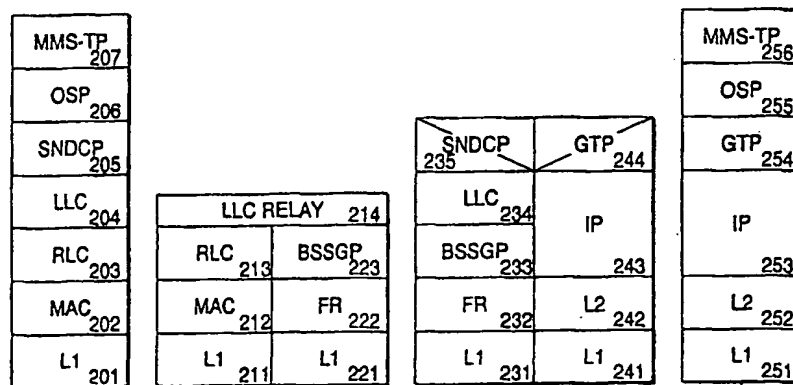 MMS-TP 207
OSP 206
SNDCP 205
LLC 204
RLC 203
MAC 202
L1 201
LLC RELAY 214
RLC 213
BSSGP 223
MAC 212
FR 222
L1 211
L1 221
SNDCP 235
GTP 244
LLC 234
IP 243
BSSGP 233
FR 232
L2 242
L1 231
L1 241
MMS-TP 256
OSP 255
GTP 254
IP 253
L2 252
L1 251